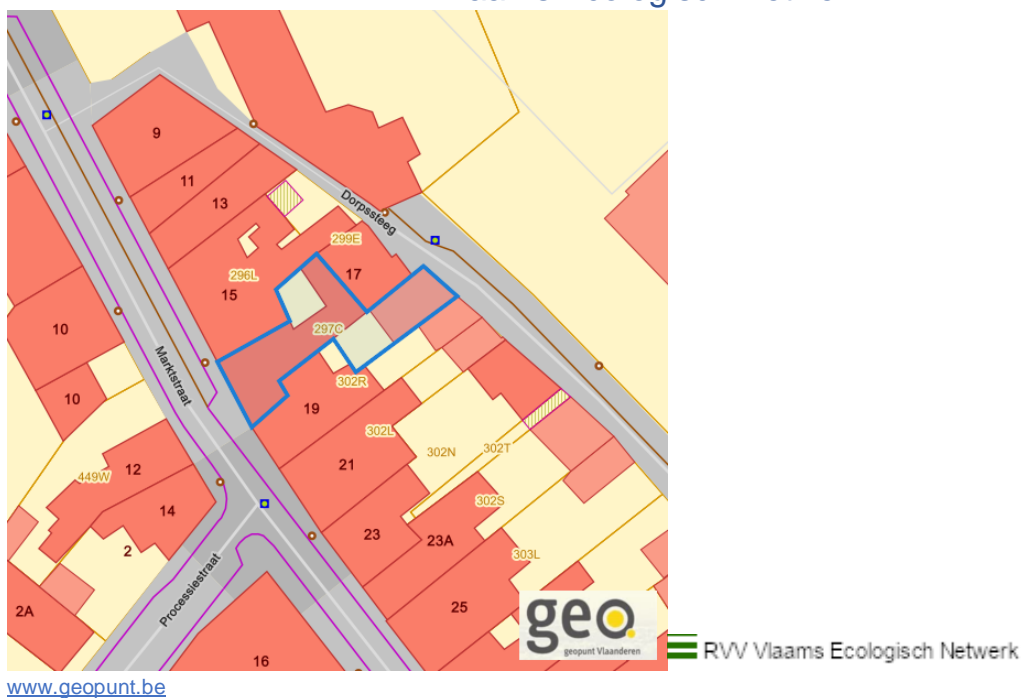 9
11
13
Dorpssteeg
299E
17
296L
15
297C
10
Marktstraat
302R
10
19
302L
302N
302T
21
449W
12
302S
14
23
23A
2
303L
Processiestraat
25
2A
16
geo
geopunt Vlaanderen
RVV Vlaams Ecologisch Netwerk
www.geopunt.be